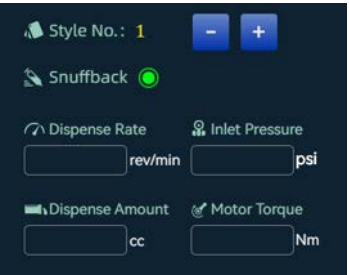 Style No.: 1 - +
Snuffback
Dispense Rate Inlet Pressure
rev/min psi
Dispense Amount Motor Torque
cc Nm